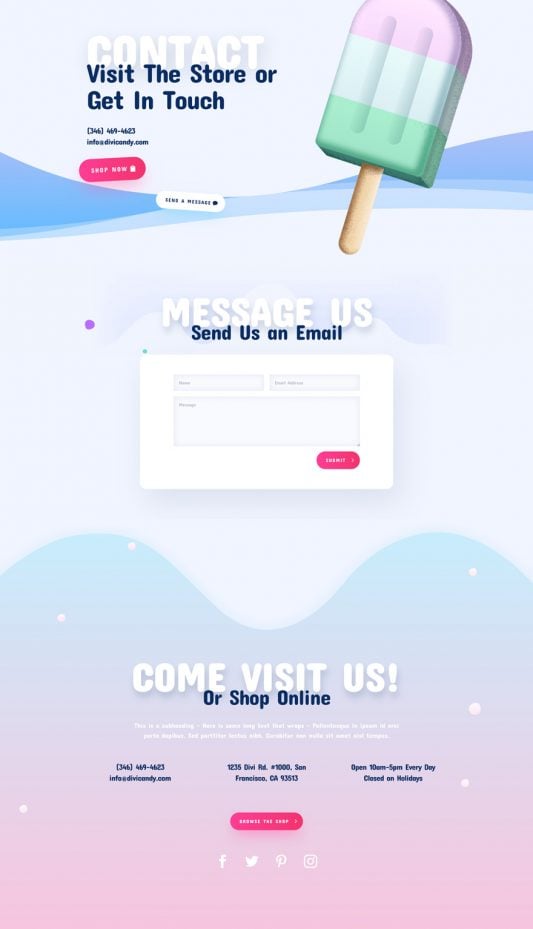 CONTACT
Visit The Store or
Get In Touch
(346) 469-4623
info@divicandy.com
SHOP NOW
SEND A MESSAGE
MESSAGE US
Send Us an Email
Name
Email Address
Message
SUBMIT
COME VISIT US!
Or Shop Online
This is a subheading - Here is some long text that wraps - Pellentesque in ipsum id orci
porta dapibus. Sed porttitor lectus nibh. Curabitur non nulla sit amet nisl tempus.
(346) 469-4623
info@divicandy.com
1235 Divi Rd. #1000, San
Francisco, CA 93513
Open 10am-5pm Every Day
Closed on Holidays
BROWSE THE SHOP